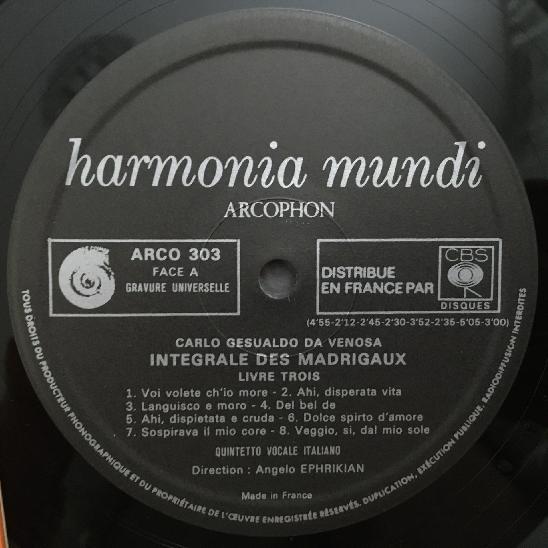 harmonia mundi
ARCOPHON
ARCO 303
FACE A
GRAVURE UNIVERSELLE
DISTRIBUE
EN FRANCE PAR
CBS
DISQUES
(4'55-2'12-2'45-2'30-3'52-2'35-5'05-3'00)
CARLO GESUALDO DA VENOSA
INTEGRALE DES MADRIGAUX
LIVRE TROIS
1. Voi volete ch'io more - 2. Ahi, disperata vita
3. Languisco e moro - 4. Del bel de
5. Ahi, dispietata e cruda - 6. Dolce spirto d'amore
7. Sospirava il mio core - 8. Veggio, si, dal mio sole
QUINTETTO VOCALE ITALIANO
Direction : Angelo EPHRIKIAN
Made in France
TOUS DROITS DU PRODUCTEUR PHONOGRAPHIQUE ET DU PROPRIÉTAIRE DE L'ŒUVRE ENREGISTRÉE RÉSERVÉS. DUPLICATION, EXÉCUTION PUBLIQUE, RADIODIFFUSION INTERDITES